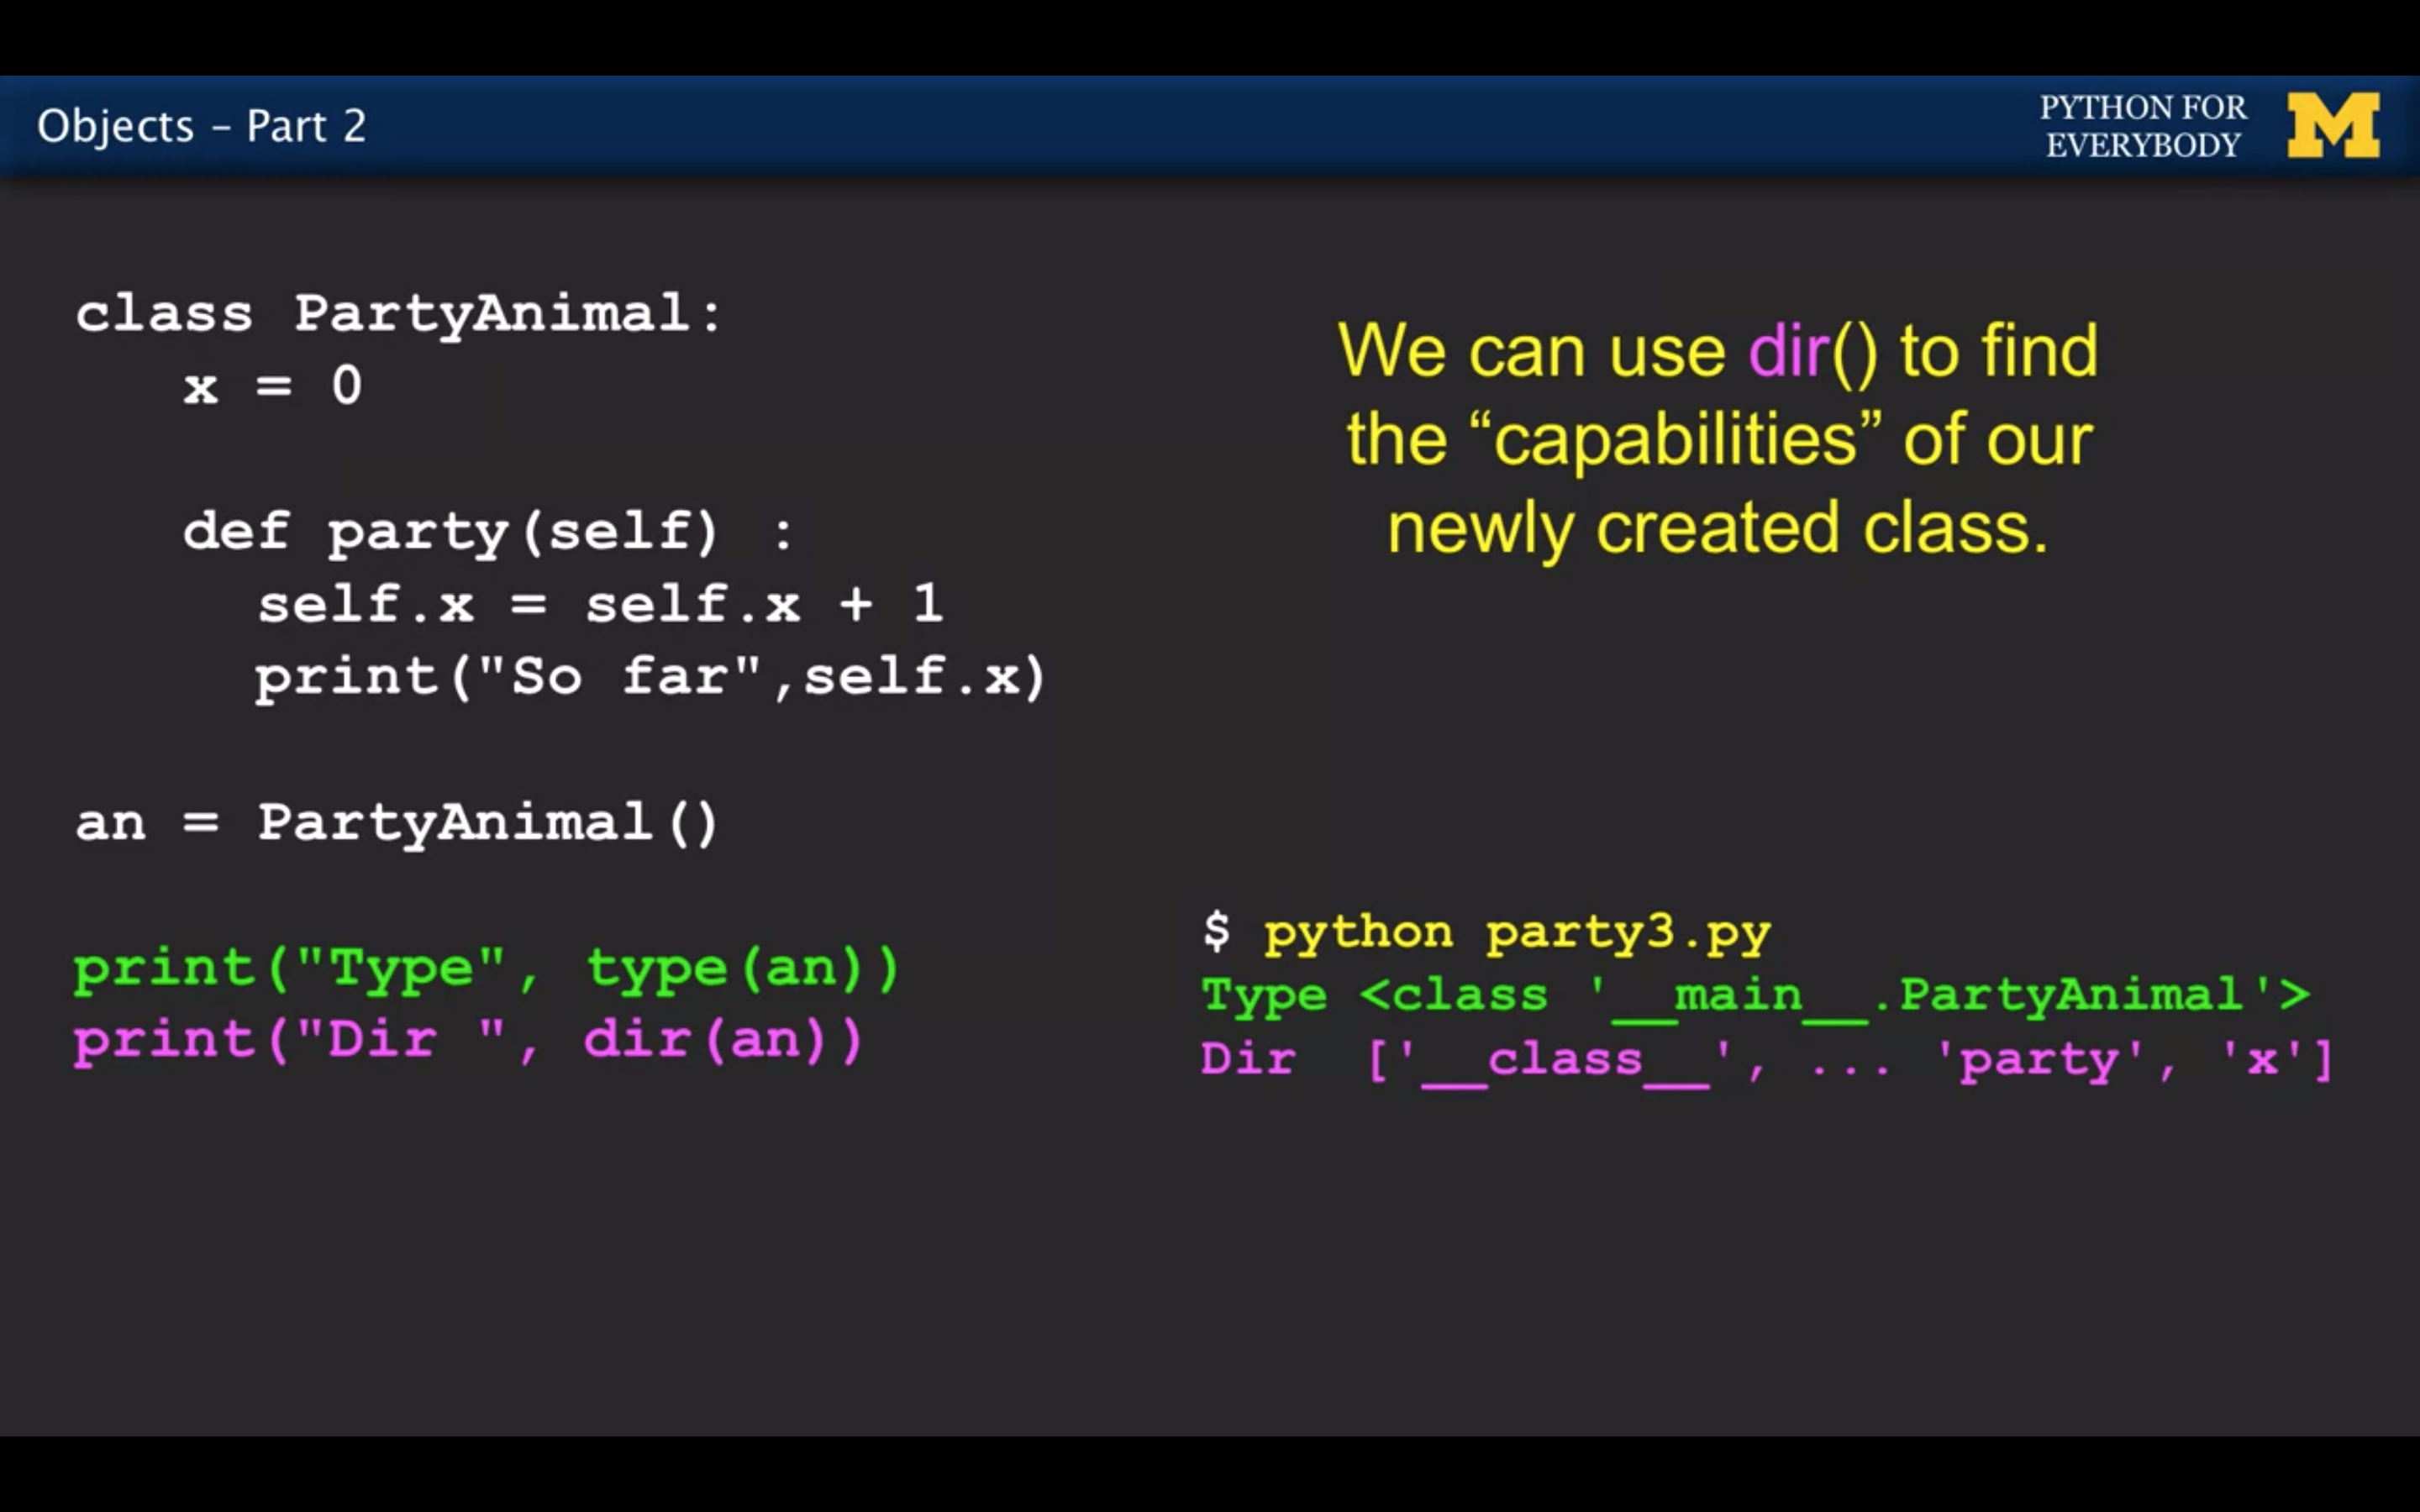 Objects – Part 2
PYTHON FOR
EVERYBODY
M
class PartyAnimal:
   x = 0

   def party(self) :
     self.x = self.x + 1
     print("So far",self.x)

an = PartyAnimal()

print("Type", type(an))
print("Dir ", dir(an))
We can use dir() to find
the “capabilities” of our
newly created class.
$ python party3.py
Type <class '__main__.PartyAnimal'>
Dir  ['__class__', ... 'party', 'x']